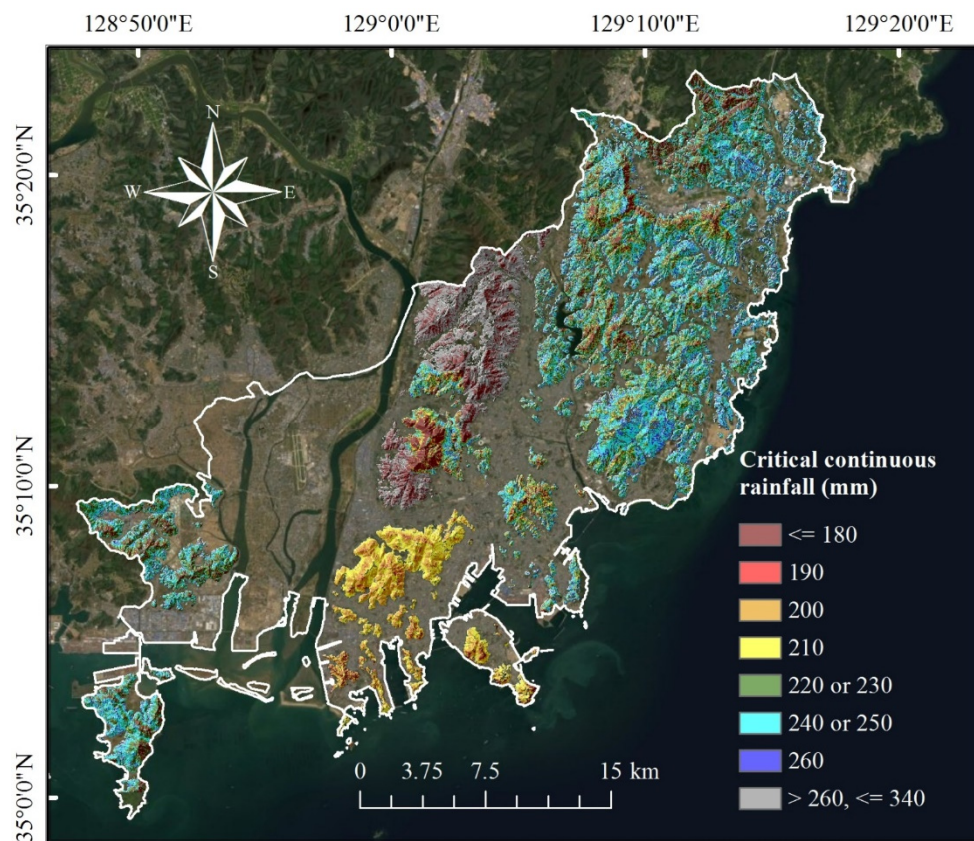 128°50'0"E 129°0'0"E 129°10'0"E 129°20'0"E
35°20'0"N
35°10'0"N
35°0'0"N
N
W E
S
Critical continuous
rainfall (mm)
<= 180
190
200
210
220 or 230
240 or 250
260
> 260, <= 340
0 3.75 7.5 15 km